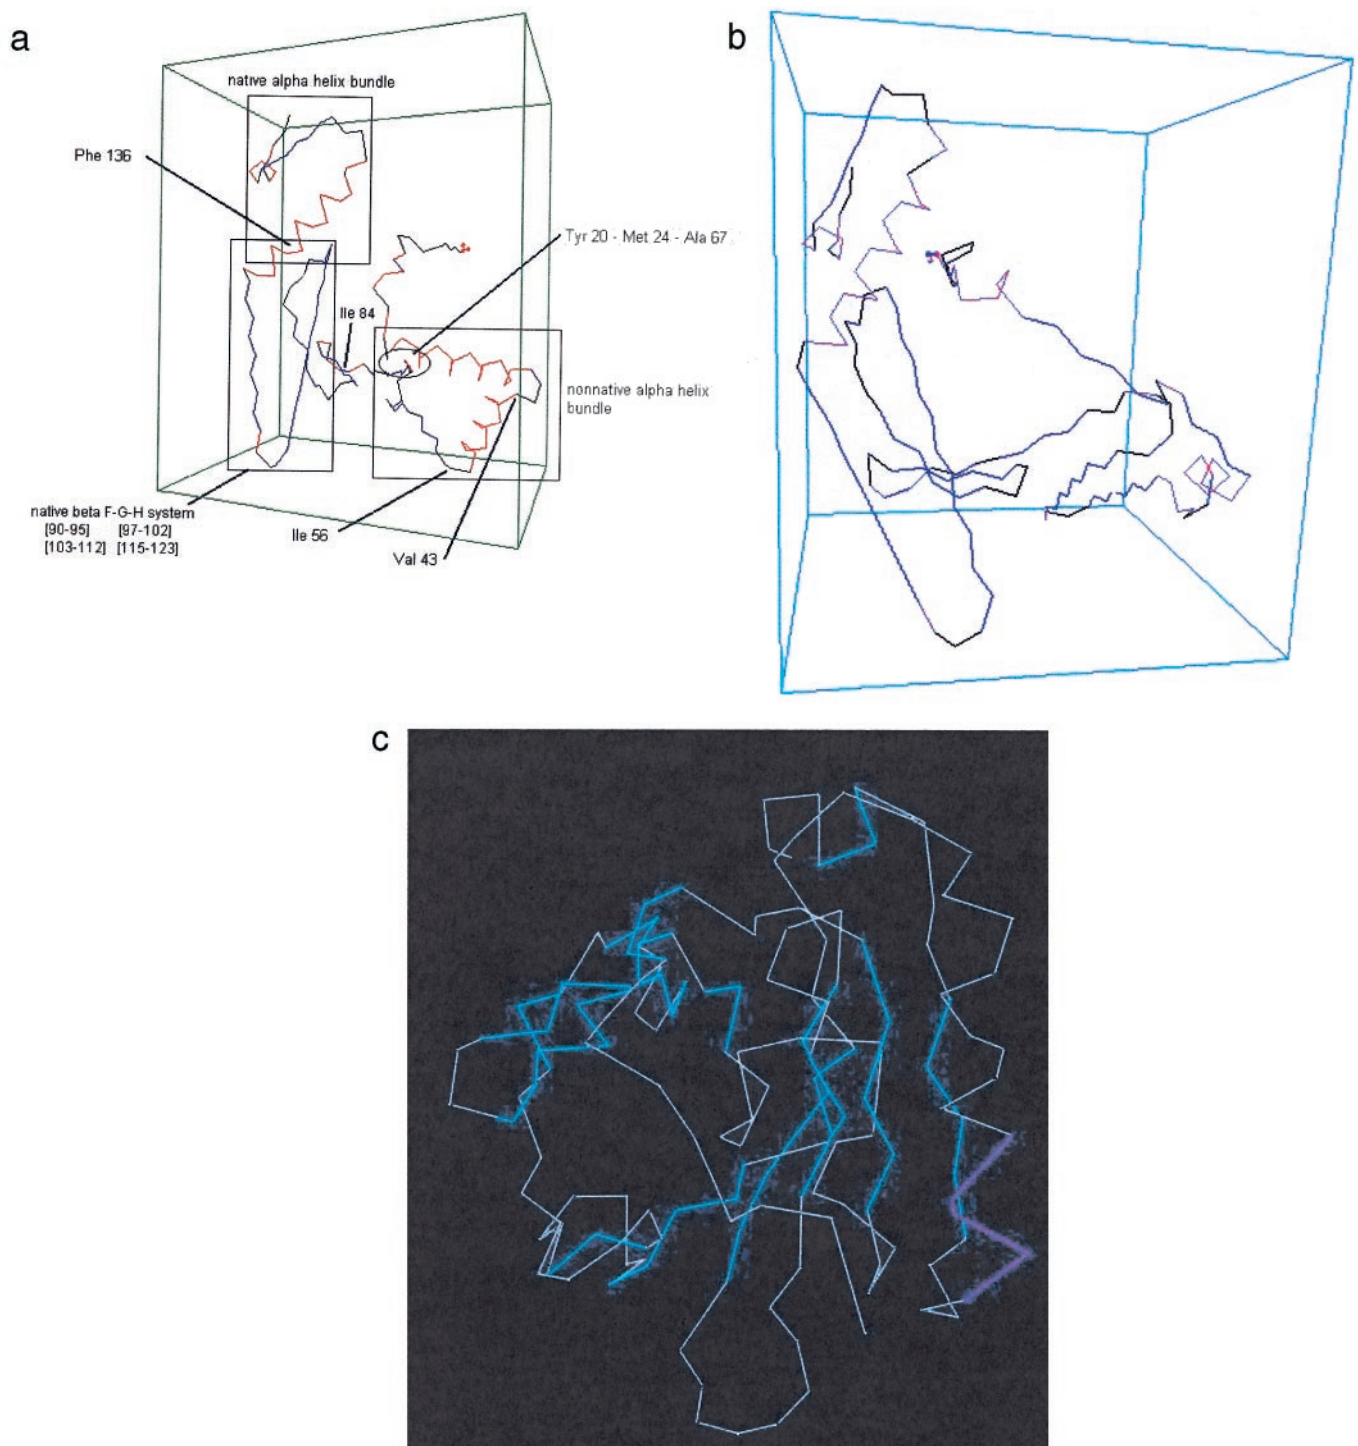 a
native alpha helix bundle
Phe 136
Tyr 20 - Met 24 - Ala 67
Ile 84
nonnative alpha helix
bundle
native beta F-G-H system
[90-95] [97-102]
[103-112] [115-123]
Ile 56
Val 43
b
c